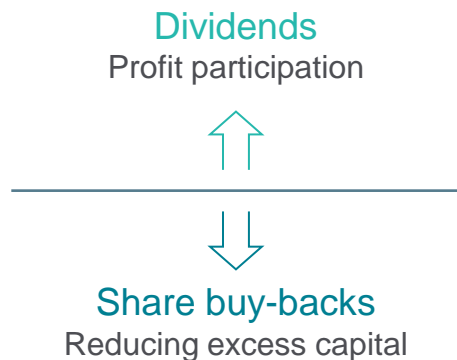 Dividends
Profit participation
Share buy-backs
Reducing excess capital